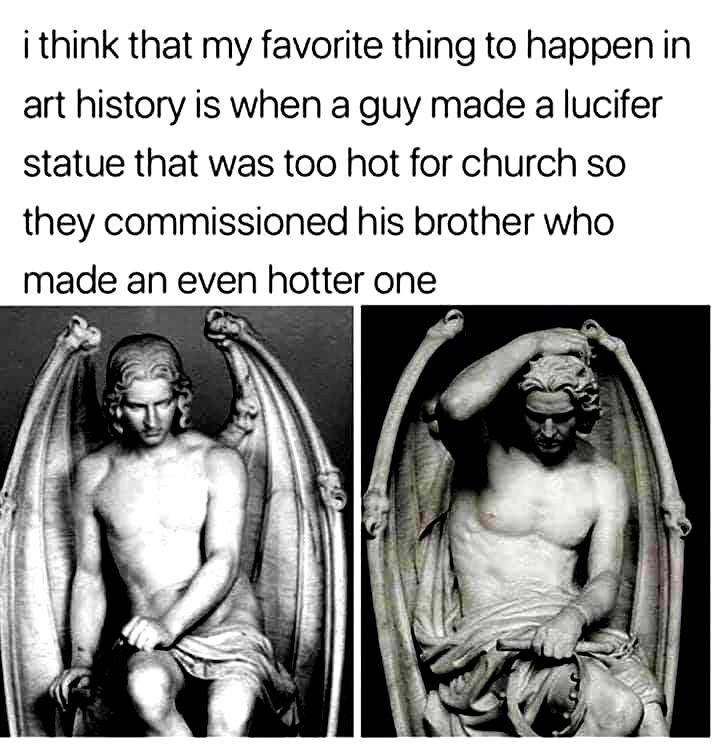 i think that my favorite thing to happen in
art history is when a guy made a lucifer
statue that was too hot for church so
they commissioned his brother who
made an even hotter one